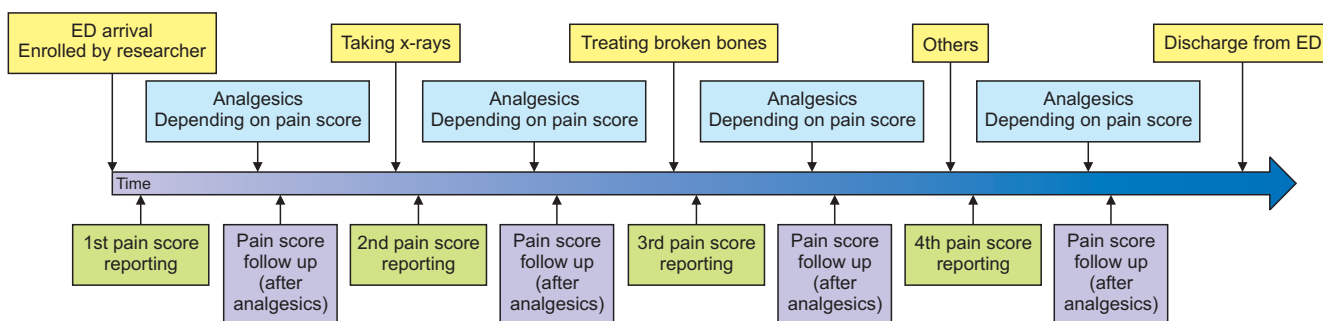 ED arrival
Enrolled by researcher
Taking x-rays
Treating broken bones
Others
Discharge from ED
Analgesics
Depending on pain score
Analgesics
Depending on pain score
Analgesics
Depending on pain score
Analgesics
Depending on pain score
Time
1st pain score
reporting
Pain score
follow up
(after
analgesics)
2nd pain score
reporting
Pain score
follow up
(after
analgesics)
3rd pain score
reporting
Pain score
follow up
(after
analgesics)
4th pain score
reporting
Pain score
follow up
(after
analgesics)